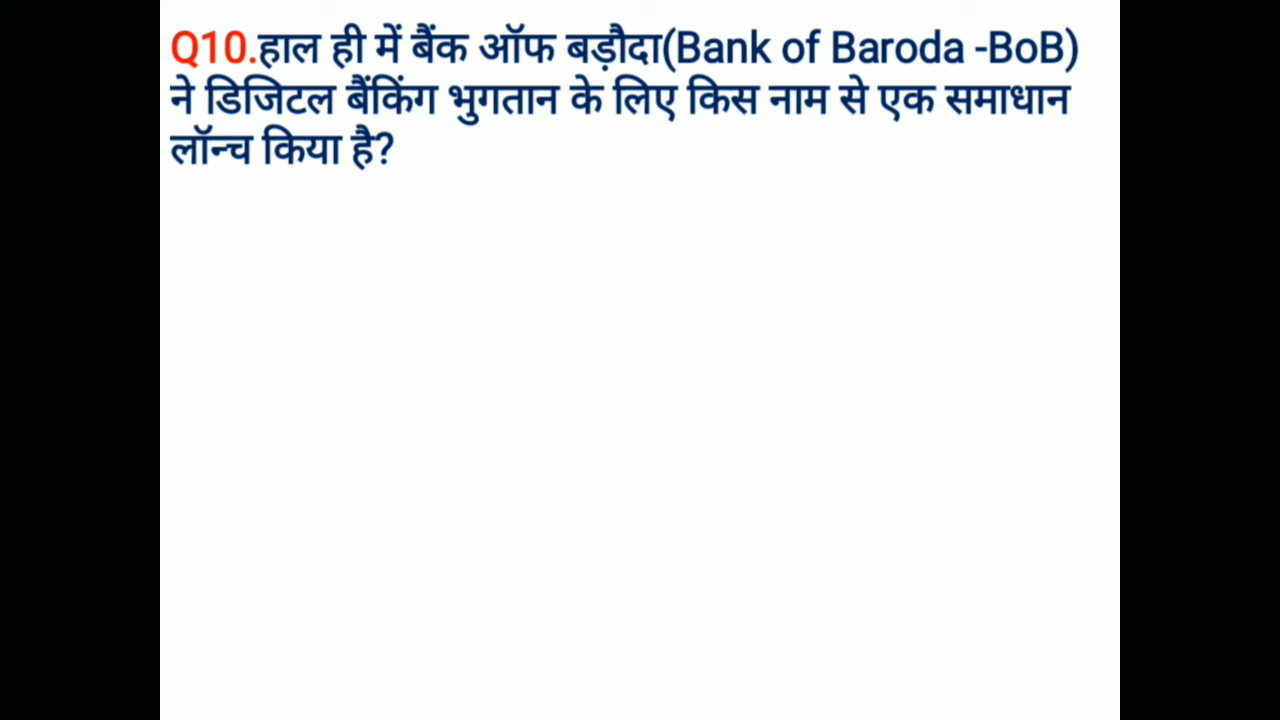 Q10.हाल ही में बैंक ऑफ बड़ौदा(Bank of Baroda -BoB)
ने डिजिटल बैंकिंग भुगतान के लिए किस नाम से एक समाधान
लॉन्च किया है?